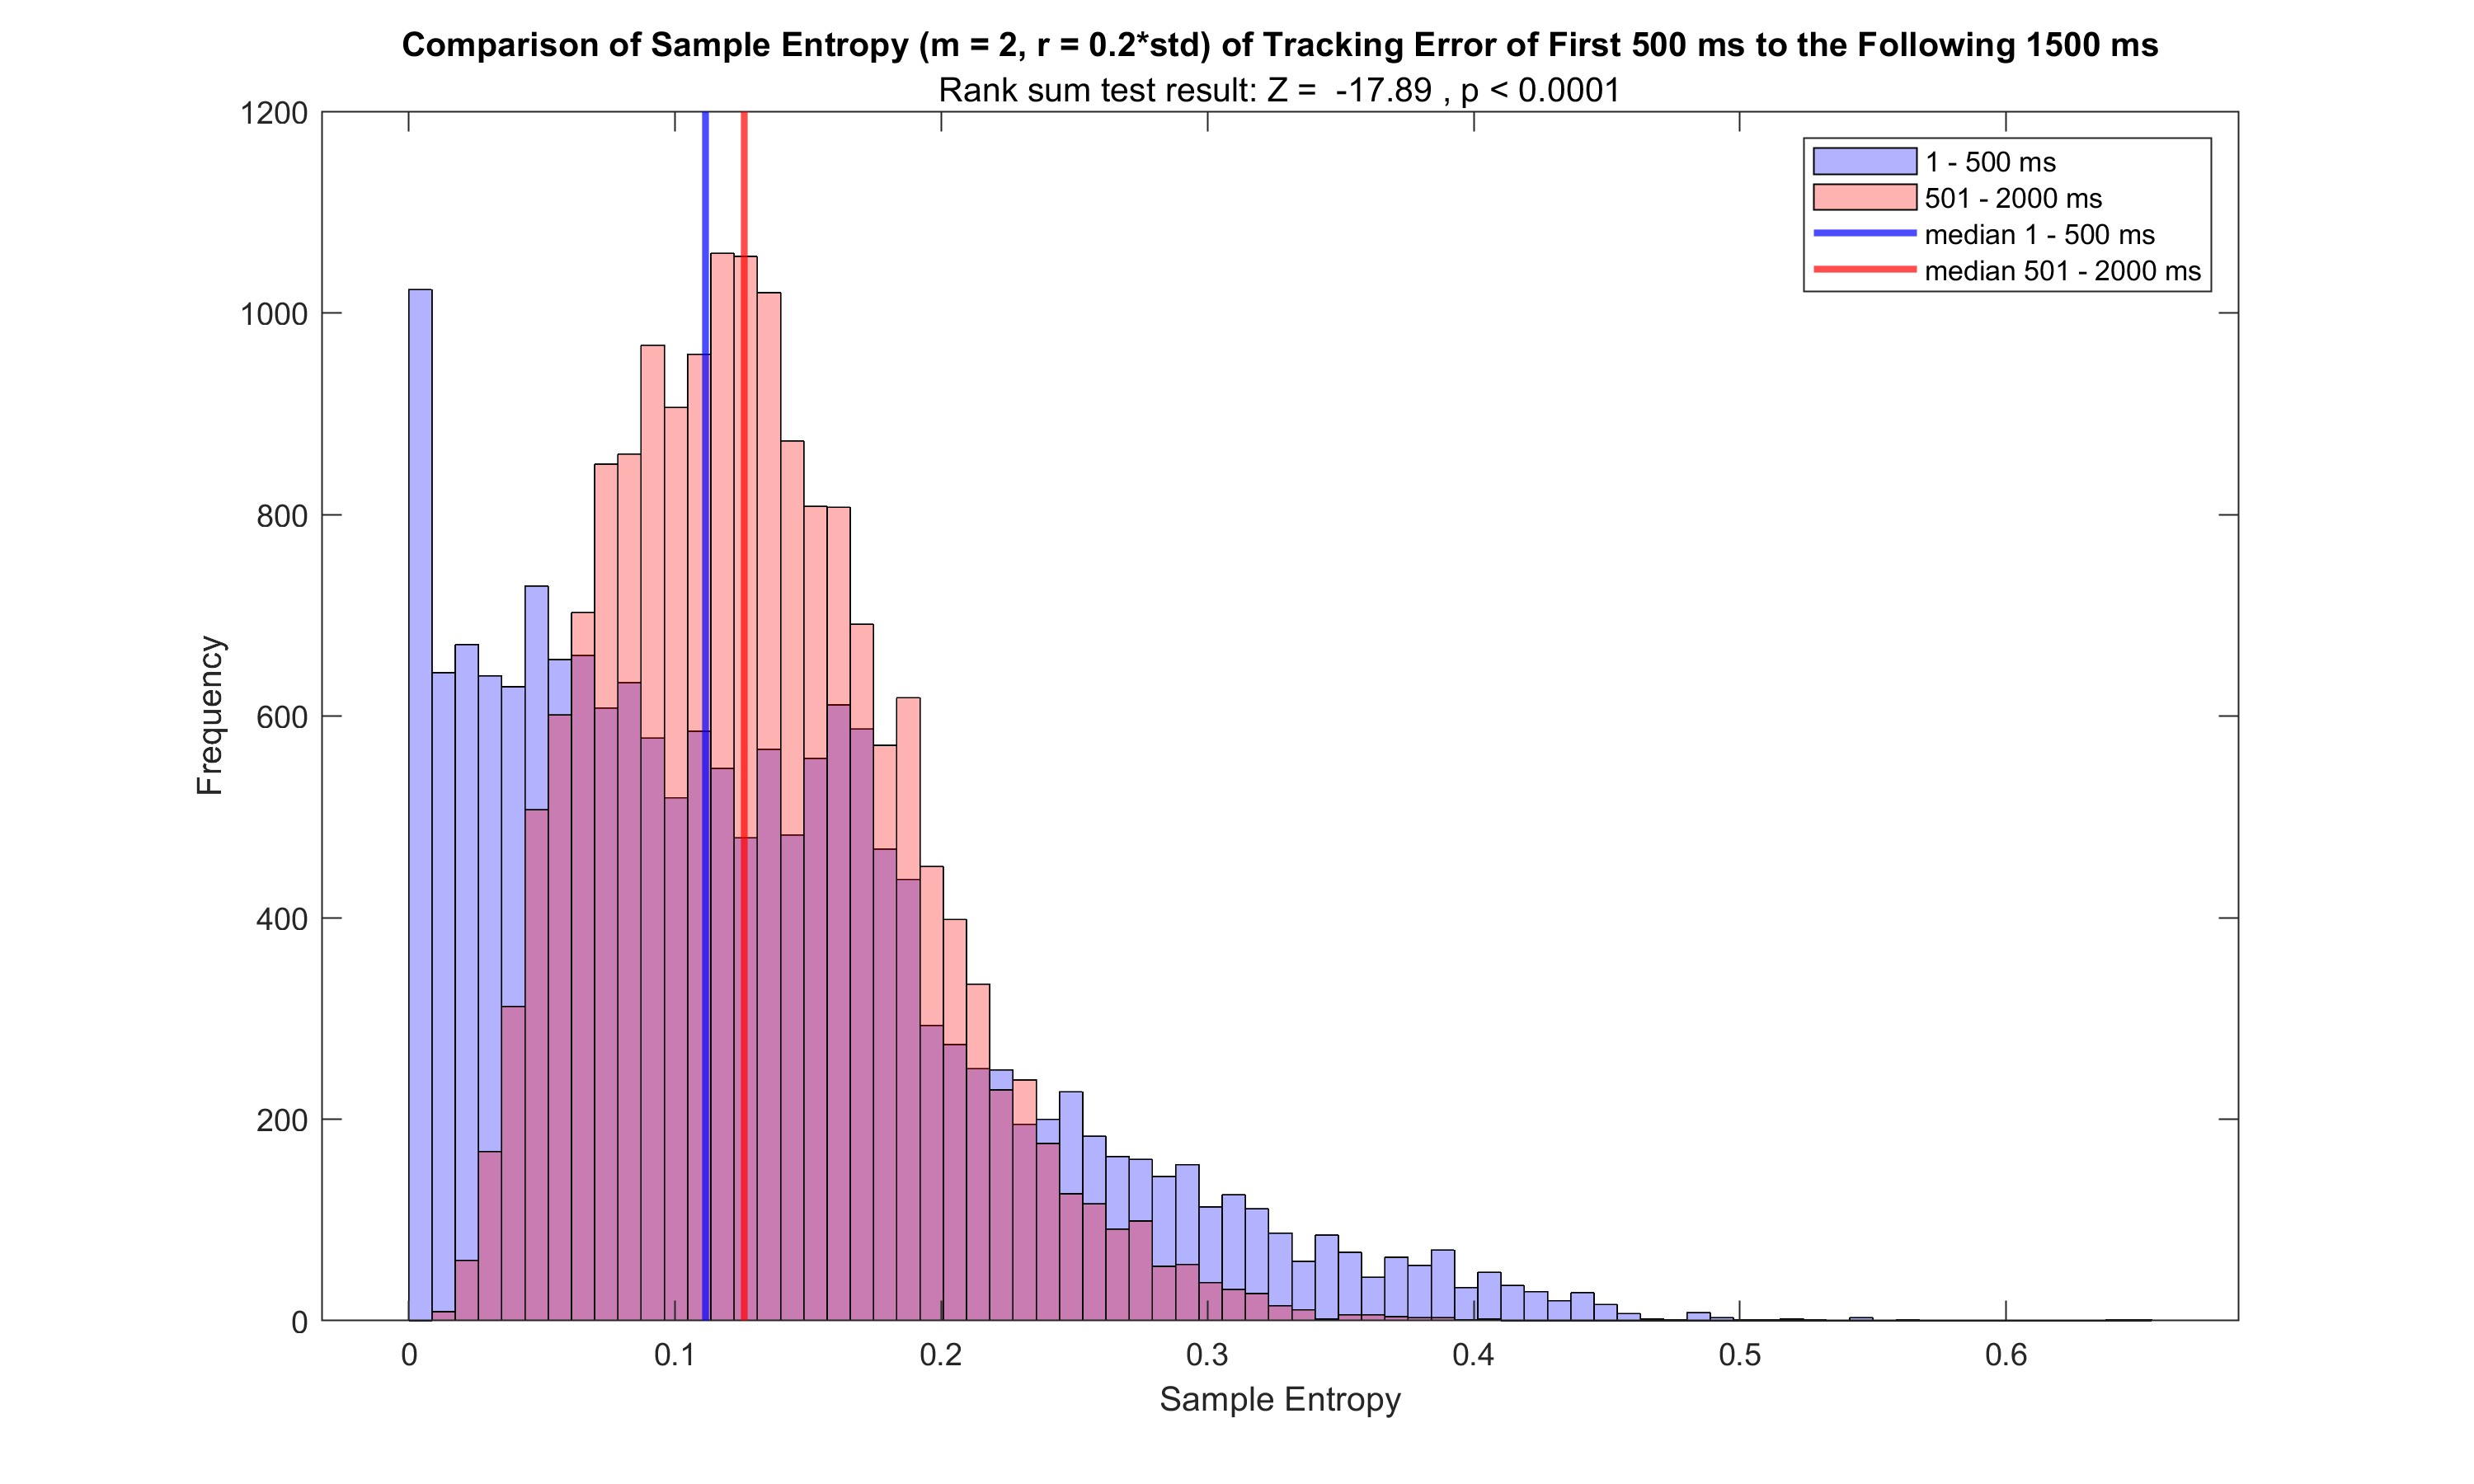 Comparison of Sample Entropy (m = 2, r = 0.2*std) of Tracking Error of First 500 ms to the Following 1500 ms
Rank sum test result: Z =  -17.89 , p < 0.0001
1200
1000
800
600
400
200
0
Frequency
1 - 500 ms
501 - 2000 ms
median 1 - 500 ms
median 501 - 2000 ms
0 0.1 0.2 0.3 0.4 0.5 0.6
Sample Entropy